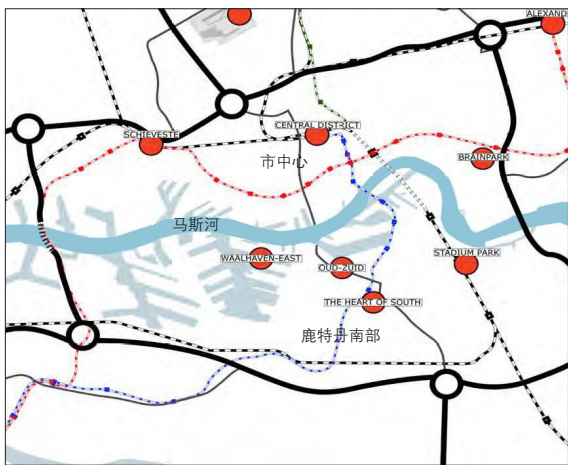 ALEXAND
CENTRAL DISTRICT
SCHIEVESTE
市中心
BRAINPARK
马斯河
WAALHAVEN-EAST
OUD-ZUID
STADIUM PARK
THE HEART OF SOUTH
鹿特丹南部